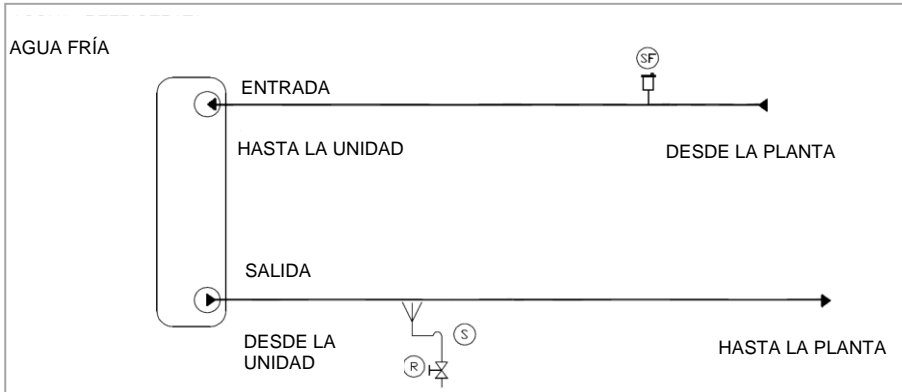 AGUA FRÍA
SF
ENTRADA
HASTA LA UNIDAD
DESDE LA PLANTA
SALIDA
DESDE LA
UNIDAD
S
R
HASTA LA PLANTA